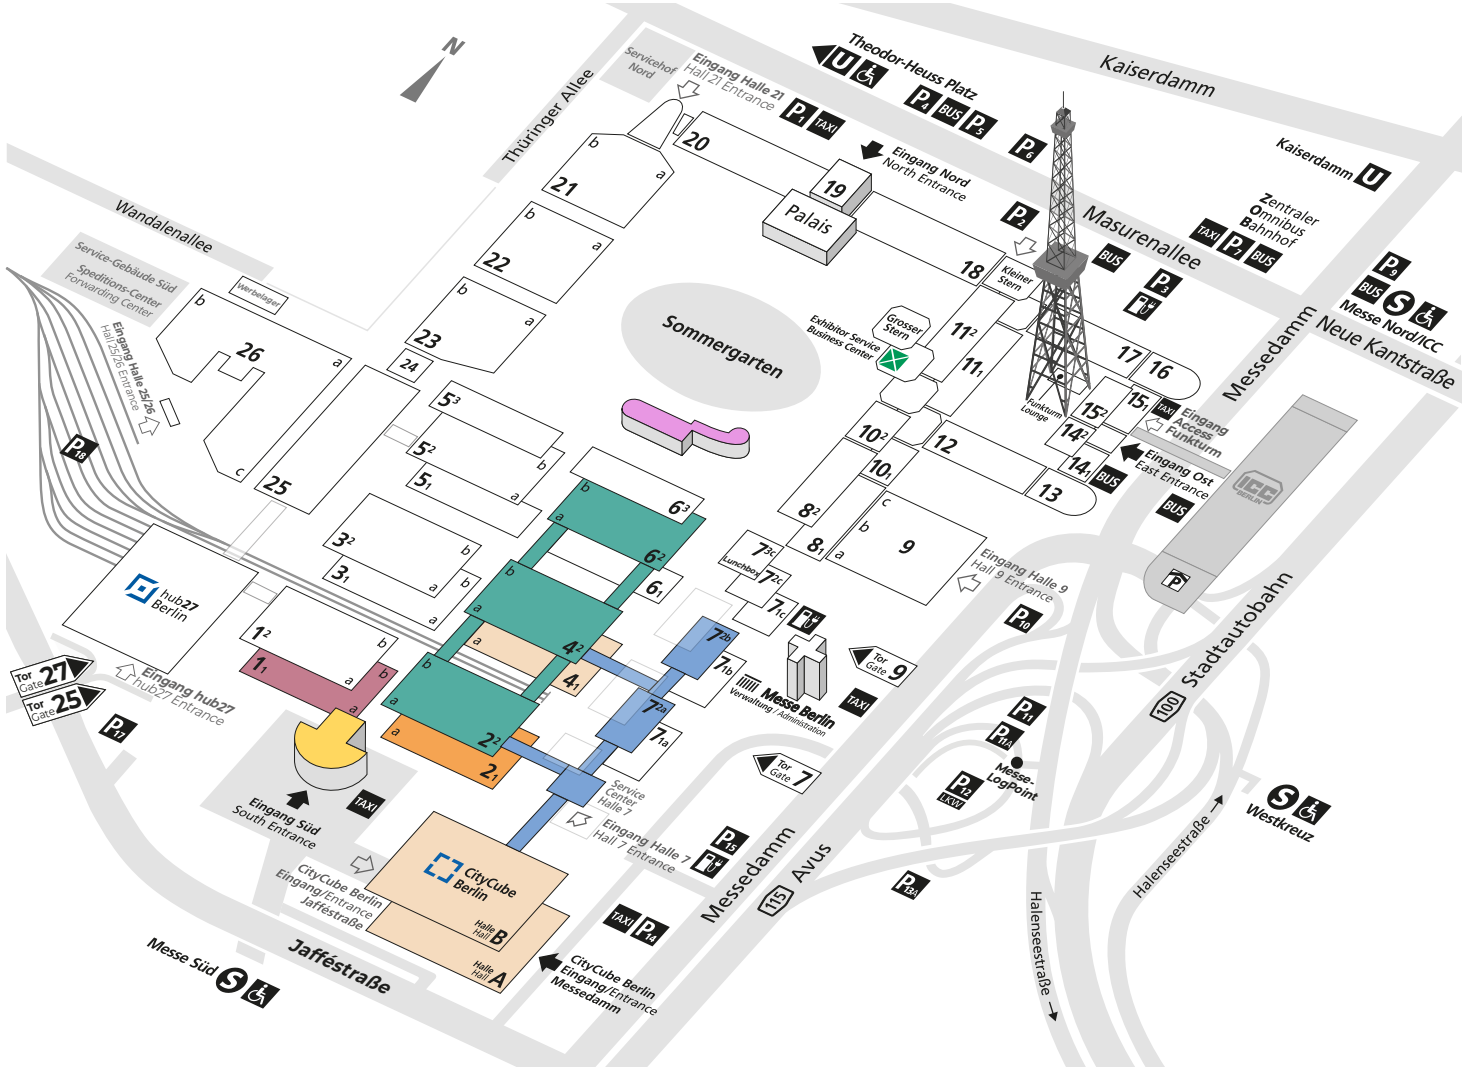 N
Servicehof
Nord
Eingang Halle 21
Hall 21 Entrance
P1
TAXI
Theodor-Heuss Platz
U
P4
BUS
P5
P6
Kaiserdamm
Kaiserdamm
U
Thüringer Allee
Eingang Nord
North Entrance
P2
Masurenallee
BUS
P3
Zentraler
Omnibus
Bahnhof
TAXI
P7
BUS
P9
BUS
S
Messe Nord/ICC
Neue Kantstraße
Messedamm
Wandalenallee
Service-Gebäude Süd
Speditions-Center
Forwarding Center
Werbelager
Eingang Halle 25/26
Hall 25/26 Entrance
P18
20
19
Palais
18
Kleiner
Stern
b
a
21
b
a
22
b
a
23
24
b
a
26
c
25
Sommergarten
Grosser
Stern
Exhibitor Service
Business Center
11²
11₁
17
16
15₁
15²
14²
14₁
Funkturm
Lounge
TAXI
Eingang
Access
Funkturm
Eingang Ost
East Entrance
BUS
BUS
ICC
BERLIN
P
12
13
10²
10₁
8²
8₁
c
b
a
9
Eingang Halle 9
Hall 9 Entrance
P10
5³
5²
b
5₁
a
3²
b
a
3₁
b
a
b
6³
a
6²
6₁
b
a
4²
a
4₁
b
a
2²
a
2₁
7³ᶜ
Lunchbox
7²ᶜ
7₁c
7²ᵇ
7₁b
7²ᵃ
7₁a
hub27
Berlin
1²
b
a
1₁
b
a
Tor
Gate 27
Tor
Gate 25
Eingang hub27
hub27 Entrance
P17
Eingang Süd
South Entrance
TAXI
Messe Berlin
Verwaltung / Administration
TAXI
Tor
Gate 9
Tor
Gate 7
Service
Center
Halle 7
Eingang Halle 7
Hall 7 Entrance
P15
CityCube
Berlin
Halle
Hall B
Halle
Hall A
CityCube Berlin
Eingang/Entrance
Jafféstraße
CityCube Berlin
Eingang/Entrance
Messedamm
TAXI
P14
Messe Süd
S
Jafféstraße
Messedamm
115 Avus
P11
P11A
Messe-
LogPoint
P12
LKW
P13A
100 Stadtautobahn
S
Westkreuz
Halenseestraße
Halenseestraße